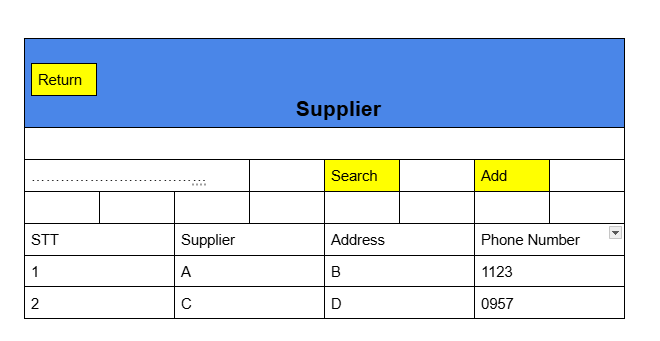 Return
Supplier
……………………………….....
Search
Add
STT Supplier Address Phone Number
1 A B 1123
2 C D 0957